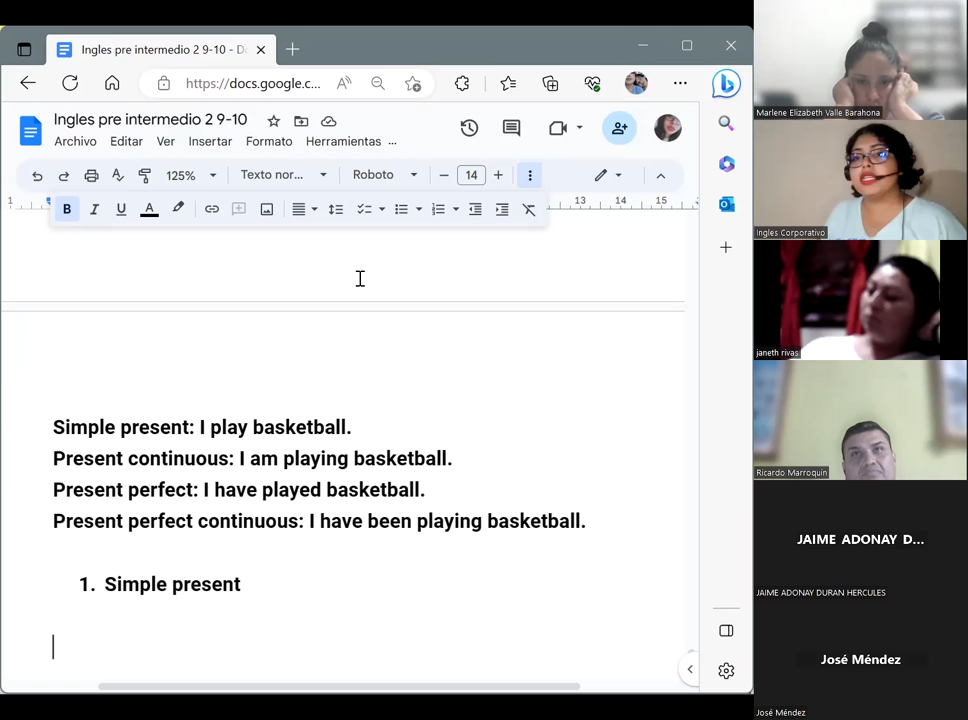 Ingles pre intermedio 2 9-10 - D
https://docs.google.c...
Ingles pre intermedio 2 9-10
Archivo Editar Ver Insertar Formato Herramientas ...
125% Texto nor... Roboto 14
1 13 14 15
Simple present: I play basketball.
Present continuous: I am playing basketball.
Present perfect: I have played basketball.
Present perfect continuous: I have been playing basketball.
1. Simple present
Marlene Elizabeth Valle Barahona
Ingles Corporativo
janeth rivas
Ricardo Marroquin
JAIME ADONAY D...
JAIME ADONAY DURAN HERCULES
José Méndez
José Méndez